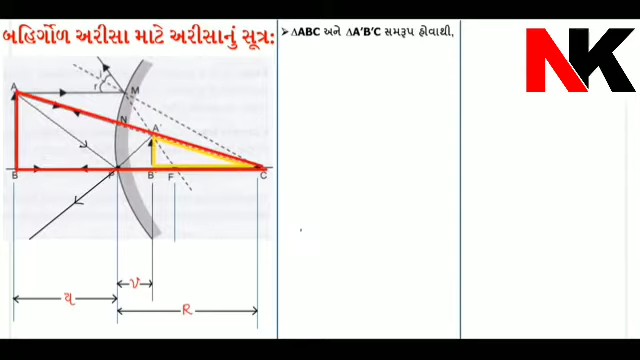 બહિર્ગોળ અરીસા માટે અરીસાનું સૂત્ર:
➢ ΔABC અને ΔA'B'C સમરૂપ હોવાથી,
NK
A
r
M
N
A'
B
P
B'
F
C
v
u
R